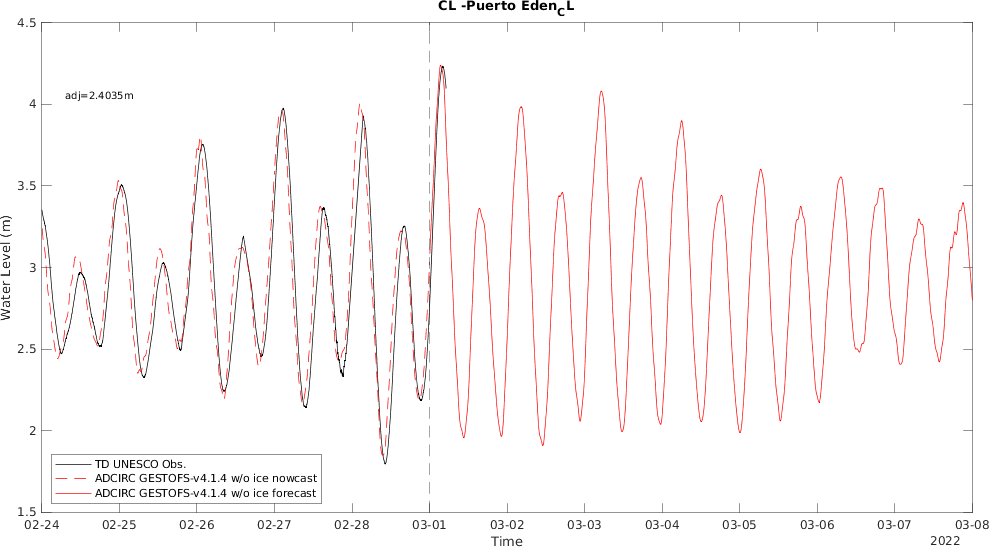 CL -Puerto Eden_CL
4.5
adj=2.4035m
4
3.5
3
2.5
2
1.5
Water Level (m)
TD UNESCO Obs.
ADCIRC GESTOFS-v4.1.4 w/o ice nowcast
ADCIRC GESTOFS-v4.1.4 w/o ice forecast
02-24 02-25 02-26 02-27 02-28 03-01 03-02 03-03 03-04 03-05 03-06 03-07 03-08
Time
2022